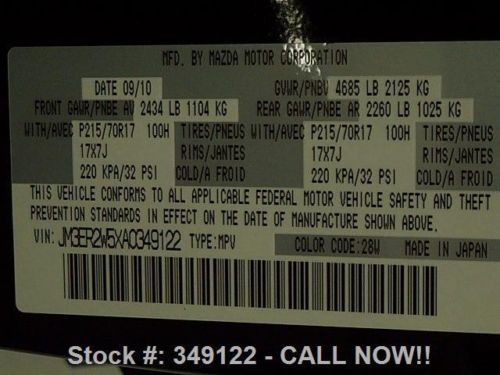 MFD. BY MAZDA MOTOR CORPORATION
DATE 09/10 GVWR/PNBV 4685 LB 2125 KG
FRONT GAWR/PNBE AV 2434 LB 1104 KG REAR GAWR/PNBE AR 2260 LB 1025 KG
WITH/AVEC P215/70R17 100H TIRES/PNEUS WITH/AVEC P215/70R17 100H TIRES/PNEUS
17X7J RIMS/JANTES 17X7J RIMS/JANTES
220 KPA/32 PSI COLD/A FROID 220 KPA/32 PSI COLD/A FROID
THIS VEHICLE CONFORMS TO ALL APPLICABLE FEDERAL MOTOR VEHICLE SAFETY AND THEFT
PREVENTION STANDARDS IN EFFECT ON THE DATE OF MANUFACTURE SHOWN ABOVE.
VIN: JM3ER2W5XA0349122 TYPE:MPV COLOR CODE:28W MADE IN JAPAN
Stock #: 349122 - CALL NOW!!